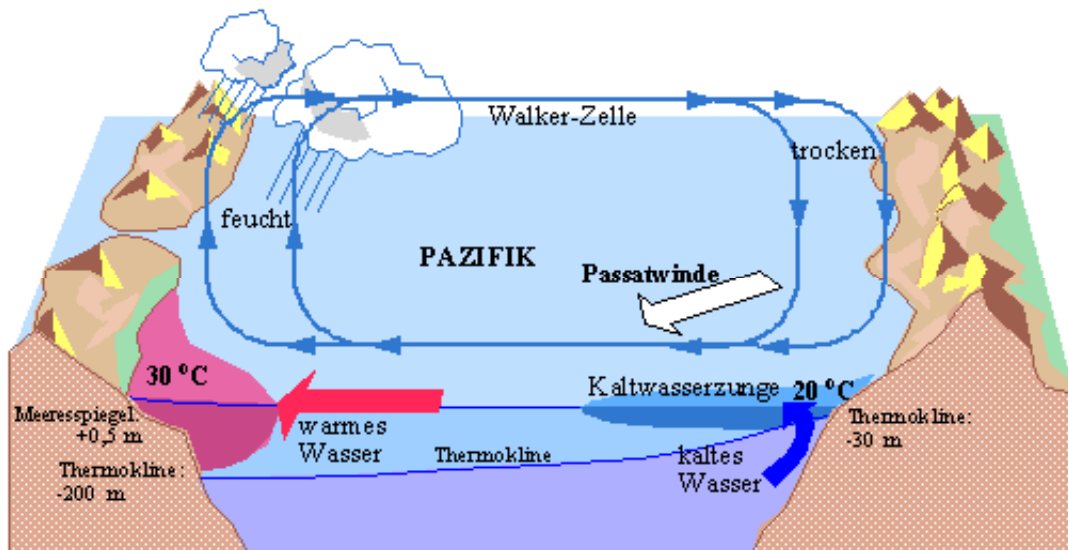 Walker-Zelle
trocken
feucht
PAZIFIK
Passatwinde
30 °C
Kaltwasserzunge
20 °C
Meeresspiegel:
+0,5 m
warmes
Wasser
Thermokline:
-30 m
Thermokline
Thermokline:
-200 m
kaltes
Wasser